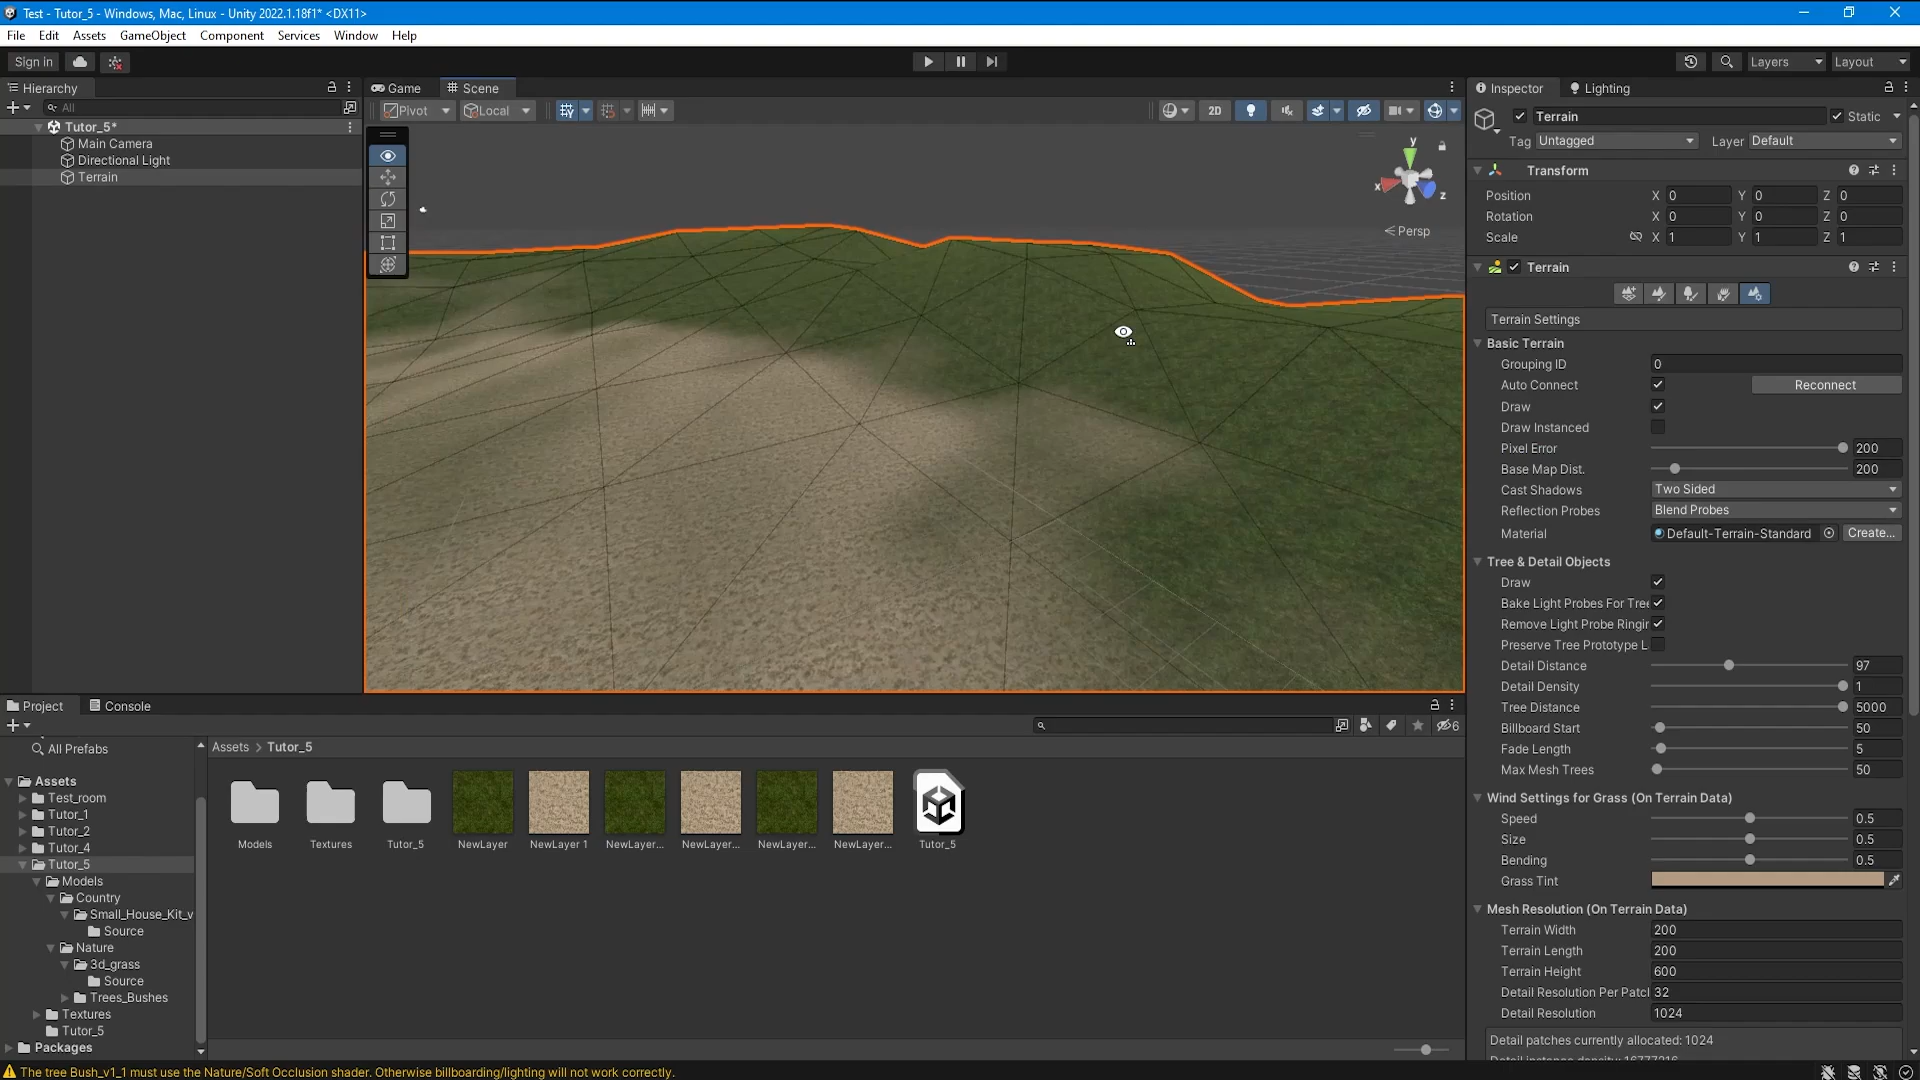 Test - Tutor_5 - Windows, Mac, Linux - Unity 2022.1.18f1* <DX11>
File Edit Assets GameObject Component Services Window Help
Sign in
Layers Layout
Hierarchy
All
Tutor_5*
Main Camera
Directional Light
Terrain
Game Scene
Pivot Local 2D
y
x
z
Persp
Inspector Lighting
Terrain Static
Tag Untagged Layer Default
Transform
Position X 0 Y 0 Z 0
Rotation X 0 Y 0 Z 0
Scale X 1 Y 1 Z 1
Terrain
Terrain Settings
Basic Terrain
Grouping ID 0
Auto Connect Reconnect
Draw
Draw Instanced
Pixel Error 200
Base Map Dist. 200
Cast Shadows Two Sided
Reflection Probes Blend Probes
Material Default-Terrain-Standard Create...
Tree & Detail Objects
Draw
Bake Light Probes For Tree
Remove Light Probe Ringir
Preserve Tree Prototype L
Detail Distance 97
Detail Density 1
Tree Distance 5000
Billboard Start 50
Fade Length 5
Max Mesh Trees 50
Wind Settings for Grass (On Terrain Data)
Speed 0.5
Size 0.5
Bending 0.5
Grass Tint
Mesh Resolution (On Terrain Data)
Terrain Width 200
Terrain Length 200
Terrain Height 600
Detail Resolution Per Patcl 32
Detail Resolution 1024
Detail patches currently allocated: 1024
Detail instance density: 16777216
Project Console
6
All Prefabs
Assets
Test_room
Tutor_1
Tutor_2
Tutor_4
Tutor_5
Models
Country
Small_House_Kit_v
Source
Nature
3d_grass
Source
Trees_Bushes
Textures
Tutor_5
Packages
Assets > Tutor_5
Models Textures Tutor_5 NewLayer NewLayer 1 NewLayer... NewLayer... NewLayer... NewLayer... Tutor_5
The tree Bush_v1_1 must use the Nature/Soft Occlusion shader. Otherwise billboarding/lighting will not work correctly.